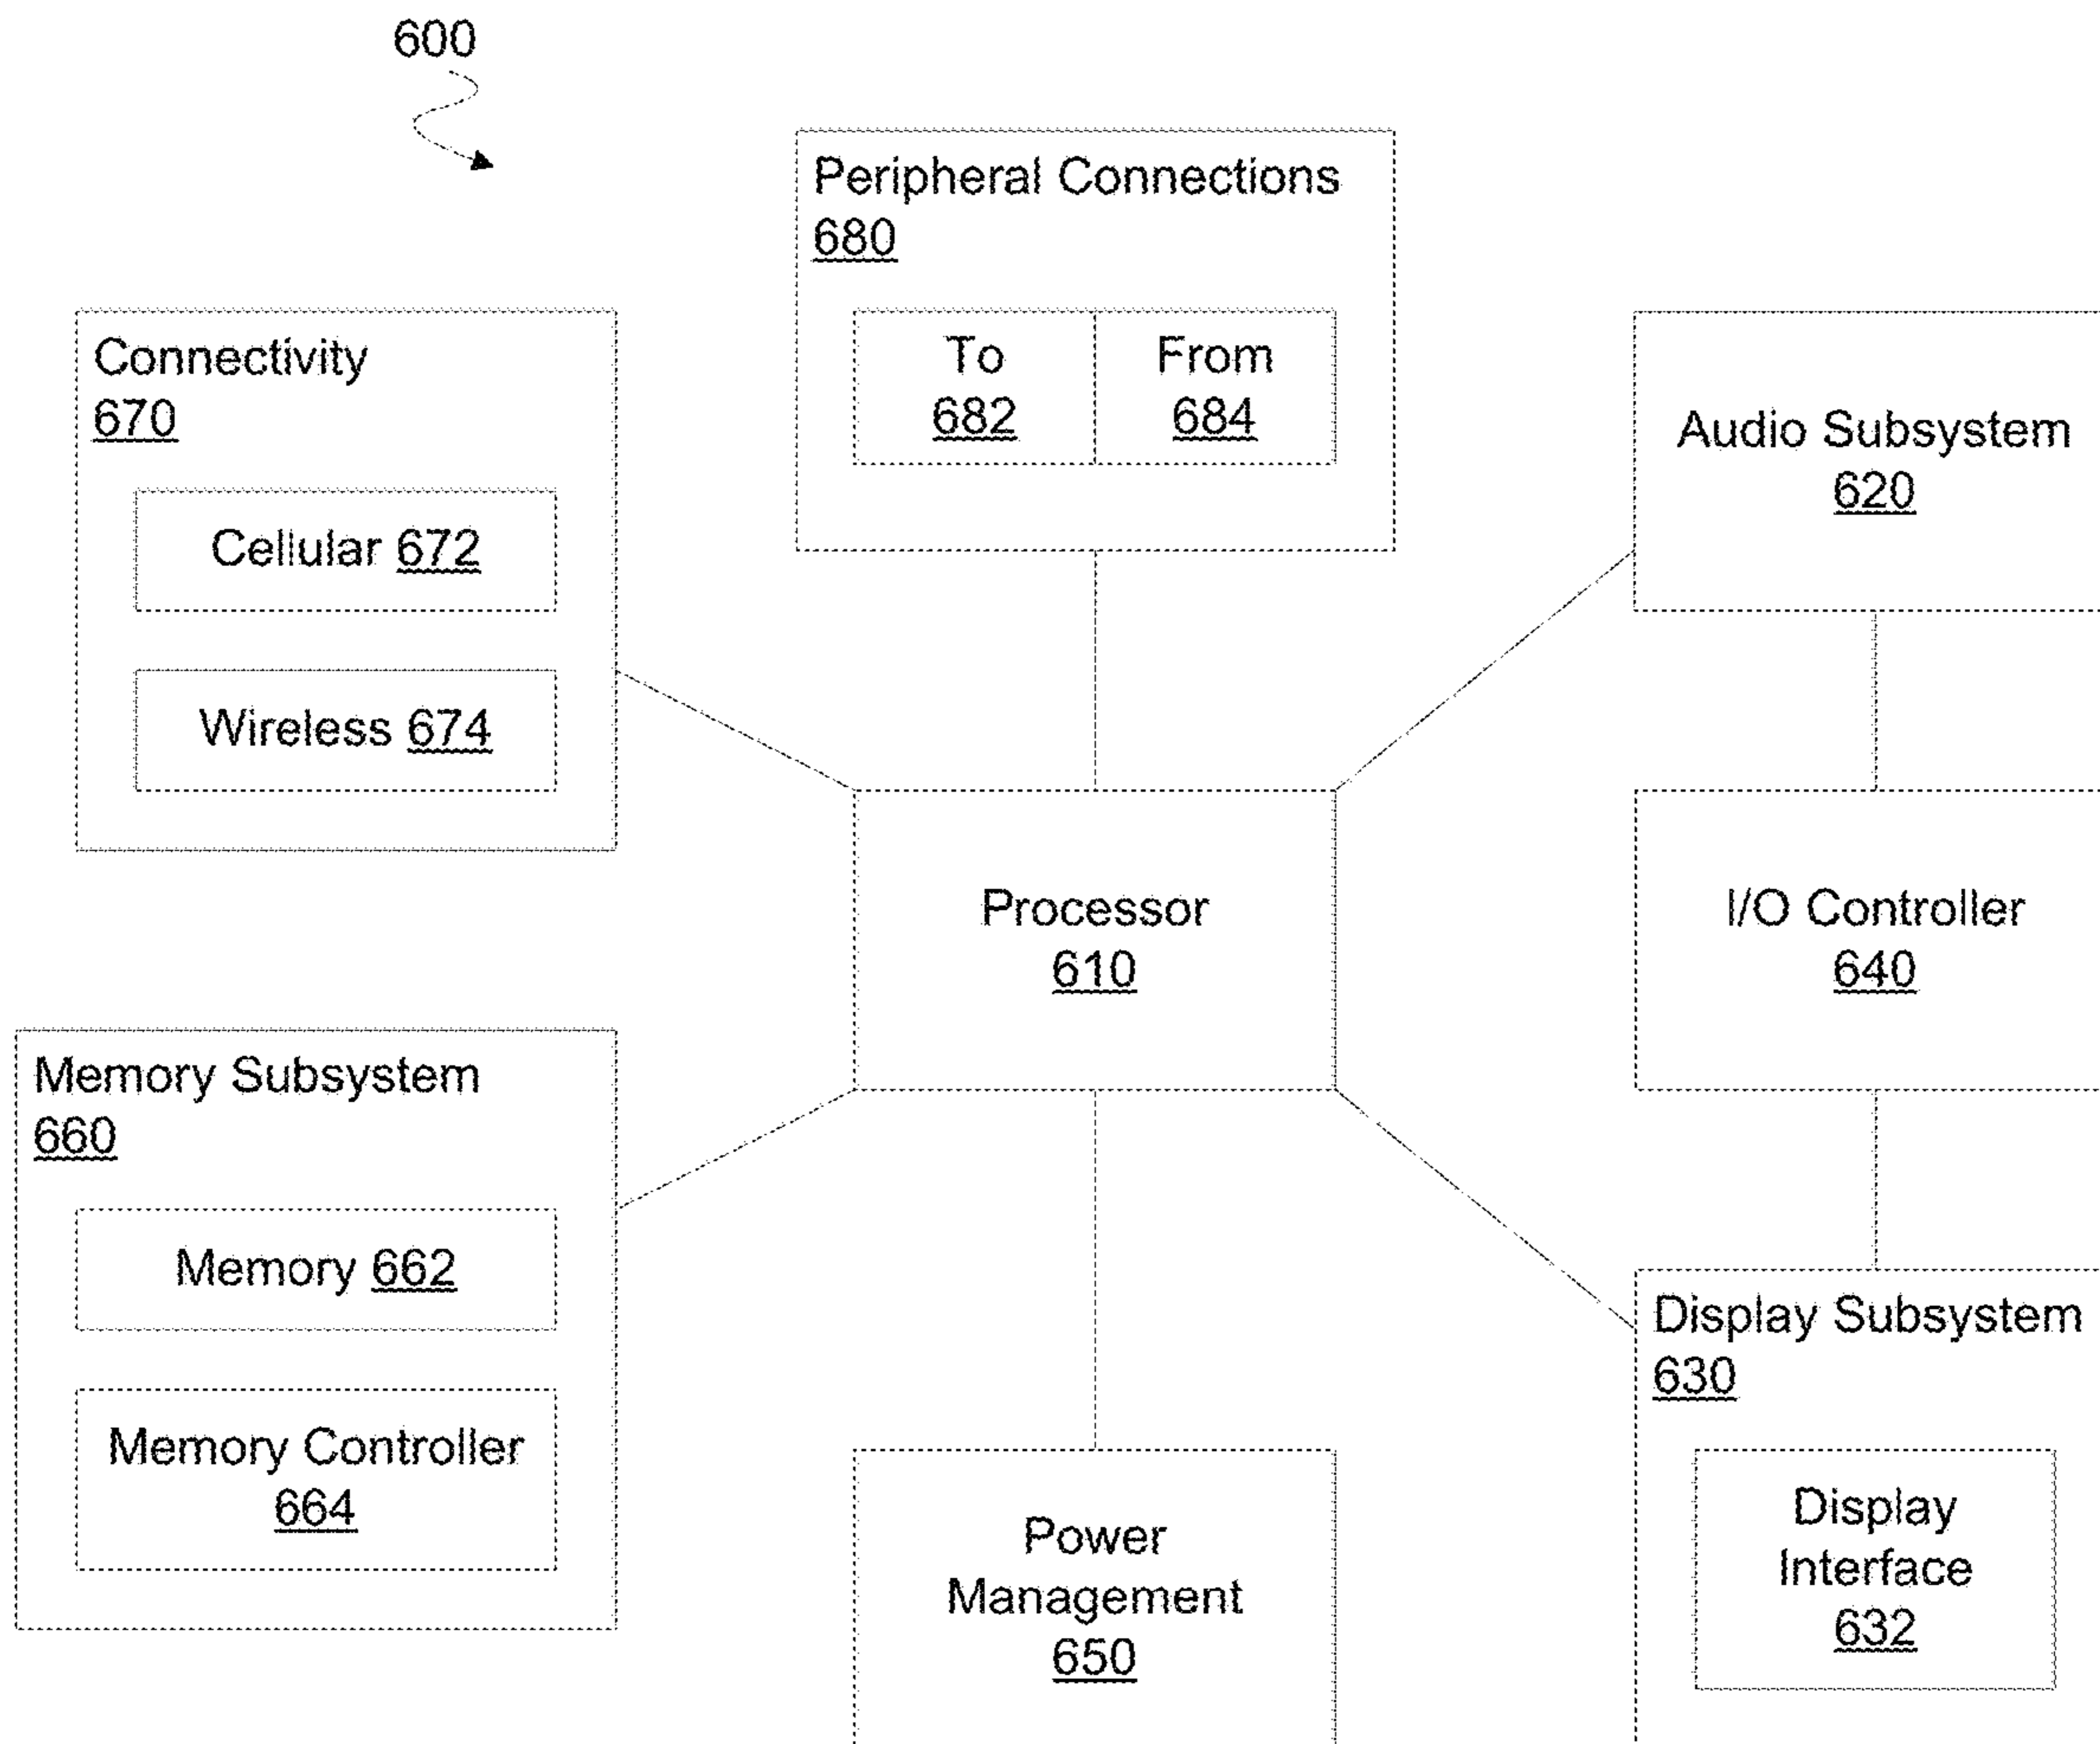 600
Peripheral Connections
680
To
682
From
684
Connectivity
670
Cellular 672
Wireless 674
Audio Subsystem
620
Processor
610
I/O Controller
640
Memory Subsystem
660
Memory 662
Memory Controller
664
Power
Management
650
Display Subsystem
630
Display
Interface
632